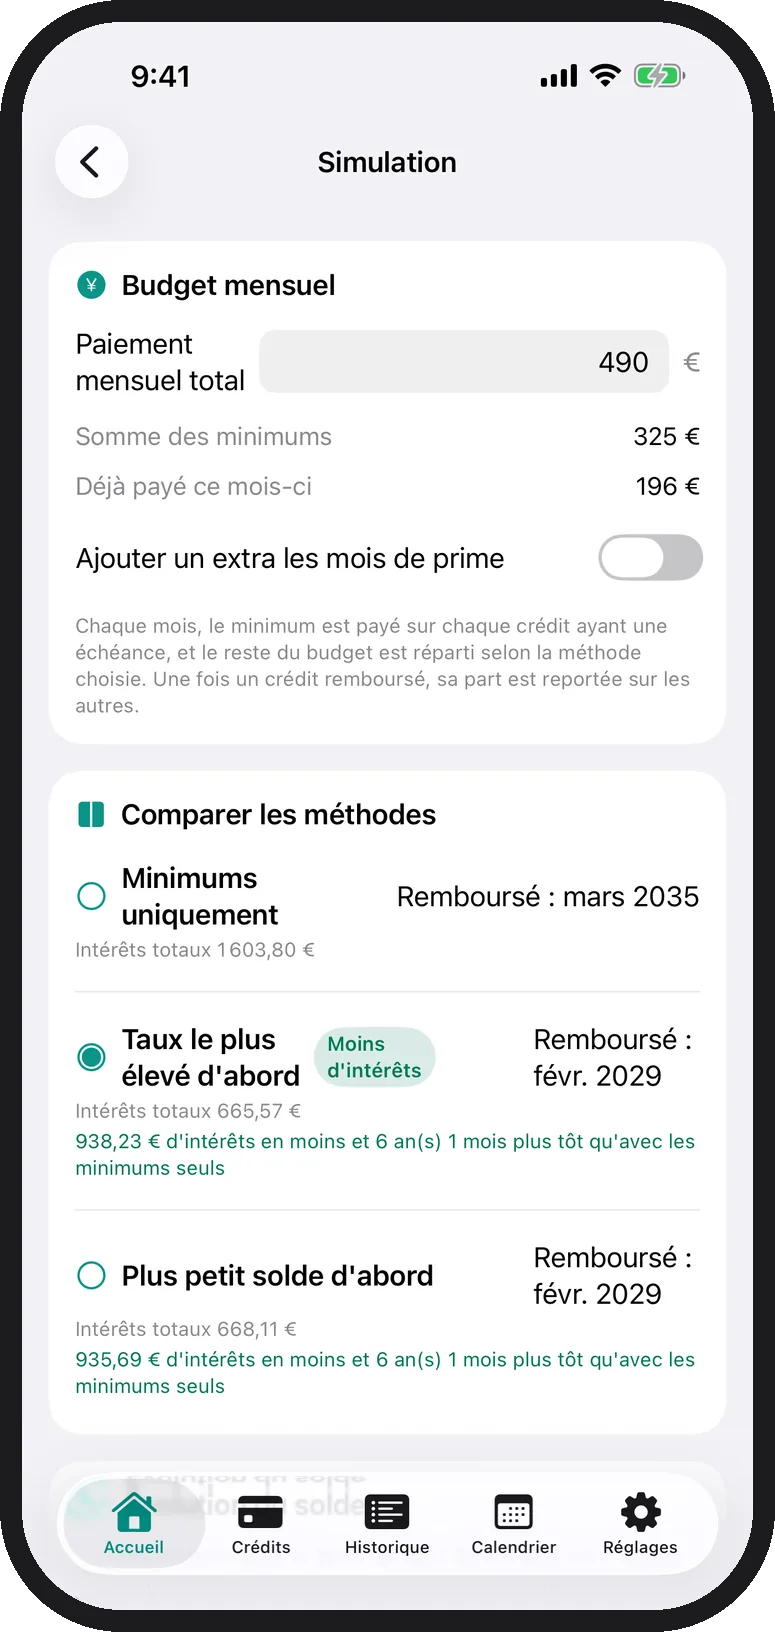 9:41
Simulation
¥ Budget mensuel
Paiement
mensuel total
490 €
Somme des minimums 325 €
Déjà payé ce mois-ci 196 €
Ajouter un extra les mois de prime
Chaque mois, le minimum est payé sur chaque crédit ayant une
échéance, et le reste du budget est réparti selon la méthode
choisie. Une fois un crédit remboursé, sa part est reportée sur les
autres.
Comparer les méthodes
Minimums
uniquement
Remboursé : mars 2035
Intérêts totaux 1 603,80 €
Taux le plus
élevé d'abord
Moins
d'intérêts
Remboursé :
févr. 2029
Intérêts totaux 665,57 €
938,23 € d'intérêts en moins et 6 an(s) 1 mois plus tôt qu'avec les
minimums seuls
Plus petit solde d'abord
Remboursé :
févr. 2029
Intérêts totaux 668,11 €
935,69 € d'intérêts en moins et 6 an(s) 1 mois plus tôt qu'avec les
minimums seuls
Accueil
Crédits
Historique
Calendrier
Réglages